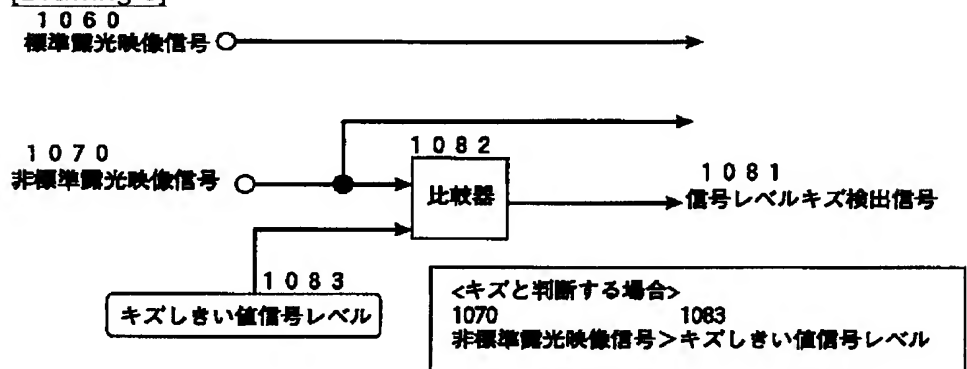 １０６０
標準露光映像信号
１０８２
１０７０
非標準露光映像信号
比較器
１０８１
信号レベルキズ検出信号
１０８３
キズしきい値信号レベル
<キズと判断する場合>
1070 1083
非標準露光映像信号＞キズしきい値信号レベル